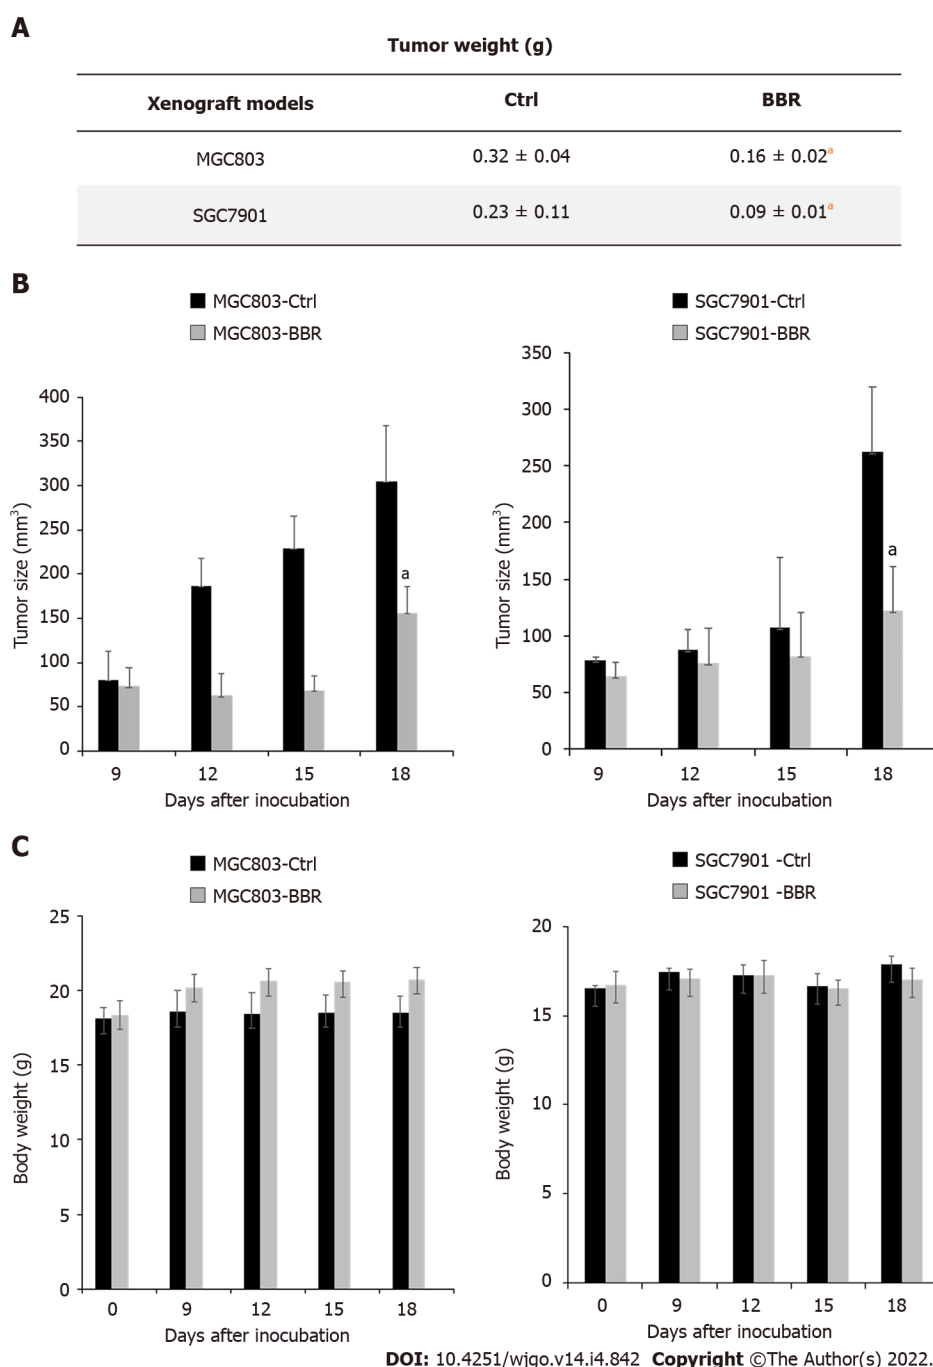 A
Tumor weight (g)
Xenograft models Ctrl BBR
MGC803 0.32 ± 0.04 0.16 ± 0.02a
SGC7901 0.23 ± 0.11 0.09 ± 0.01a
B
MGC803-Ctrl
MGC803-BBR
400
350
300
250
200
150
100
50
0
Tumor size (mm3)
a
9 12 15 18
Days after inocubation
SGC7901-Ctrl
SGC7901-BBR
350
300
250
200
150
100
50
0
Tumor size (mm3)
a
9 12 15 18
Days after inocubation
C
MGC803-Ctrl
MGC803-BBR
25
20
15
10
5
0
Body weight (g)
0 9 12 15 18
Days after inocubation
SGC7901 -Ctrl
SGC7901 -BBR
20
15
10
5
0
Body weight (g)
0 9 12 15 18
Days after inocubation
DOI: 10.4251/wjgo.v14.i4.842 Copyright ©The Author(s) 2022.